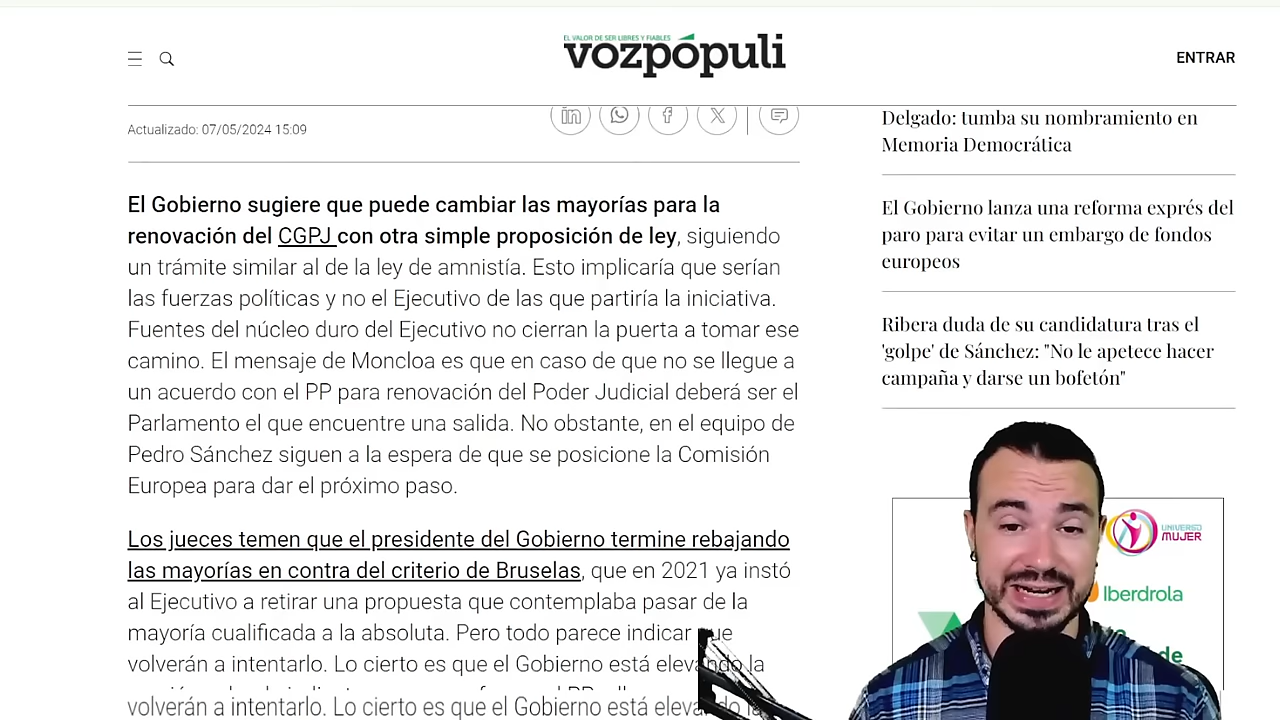 EL VALOR DE SER LIBRES Y FIABLES
vozpópuli
ENTRAR
Actualizado: 07/05/2024 15:09
El Gobierno sugiere que puede cambiar las mayorías para la
renovación del CGPJ con otra simple proposición de ley, siguiendo
un trámite similar al de la ley de amnistía. Esto implicaría que serían
las fuerzas políticas y no el Ejecutivo de las que partiría la iniciativa.
Fuentes del núcleo duro del Ejecutivo no cierran la puerta a tomar ese
camino. El mensaje de Moncloa es que en caso de que no se llegue a
un acuerdo con el PP para renovación del Poder Judicial deberá ser el
Parlamento el que encuentre una salida. No obstante, en el equipo de
Pedro Sánchez siguen a la espera de que se posicione la Comisión
Europea para dar el próximo paso.
Los jueces temen que el presidente del Gobierno termine rebajando
las mayorías en contra del criterio de Bruselas, que en 2021 ya instó
al Ejecutivo a retirar una propuesta que contemplaba pasar de la
mayoría cualificada a la absoluta. Pero todo parece indicar que
volverán a intentarlo. Lo cierto es que el Gobierno está elevando la
volverán a intentarlo. Lo cierto es que el Gobierno está elevando la
Delgado: tumba su nombramiento en
Memoria Democrática
El Gobierno lanza una reforma exprés del
paro para evitar un embargo de fondos
europeos
Ribera duda de su candidatura tras el
'golpe' de Sánchez: "No le apetece hacer
campaña y darse un bofetón"
UNIVERSO
MUJER
Iberdrola
de